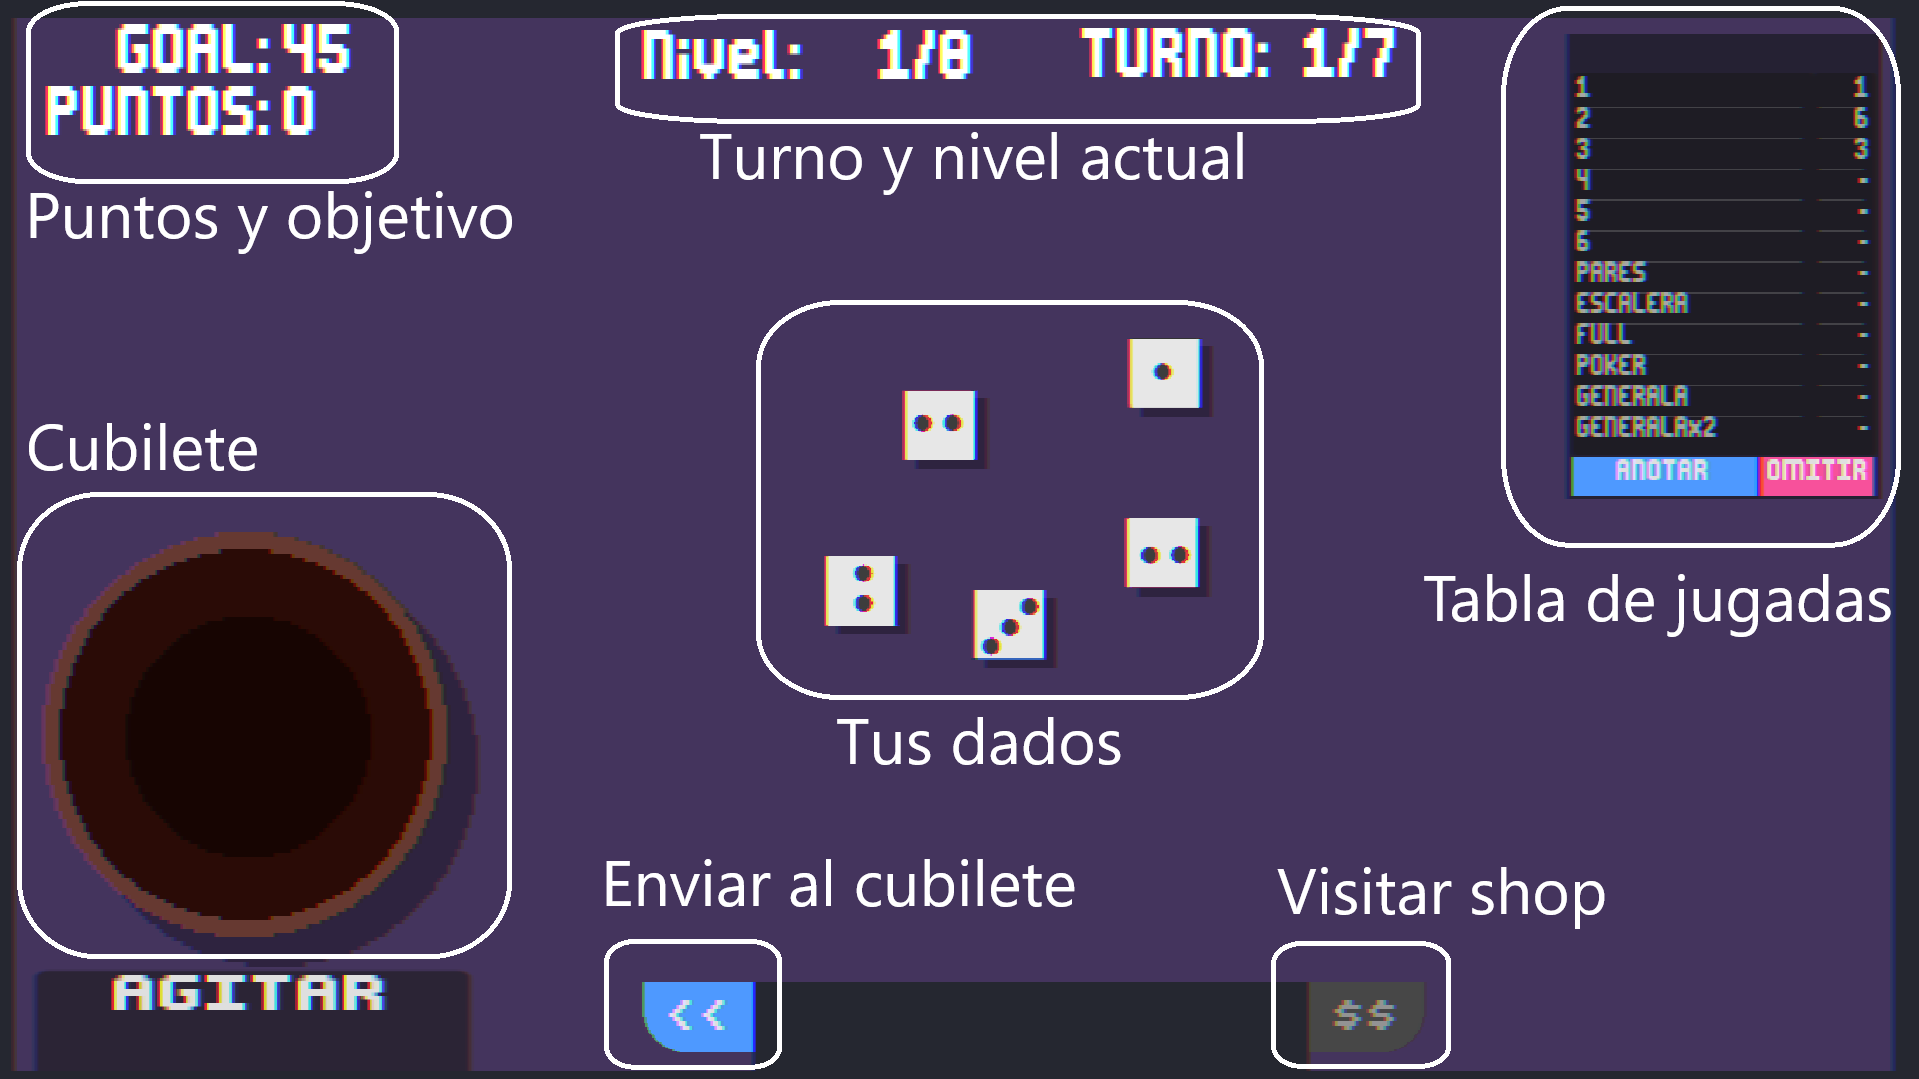 GOAL: 45
PUNTOS: 0
Puntos y objetivo
Nivel: 1/8 TURNO: 1/7
Turno y nivel actual
1 1
2 6
3 3
4 -
5 -
6 -
PARES -
ESCALERA -
FULL -
POKER -
GENERALA -
GENERALAx2 -
ANOTAR OMITIR
Tabla de jugadas
Cubilete
AGITAR
Tus dados
Enviar al cubilete
<<
Visitar shop
$$